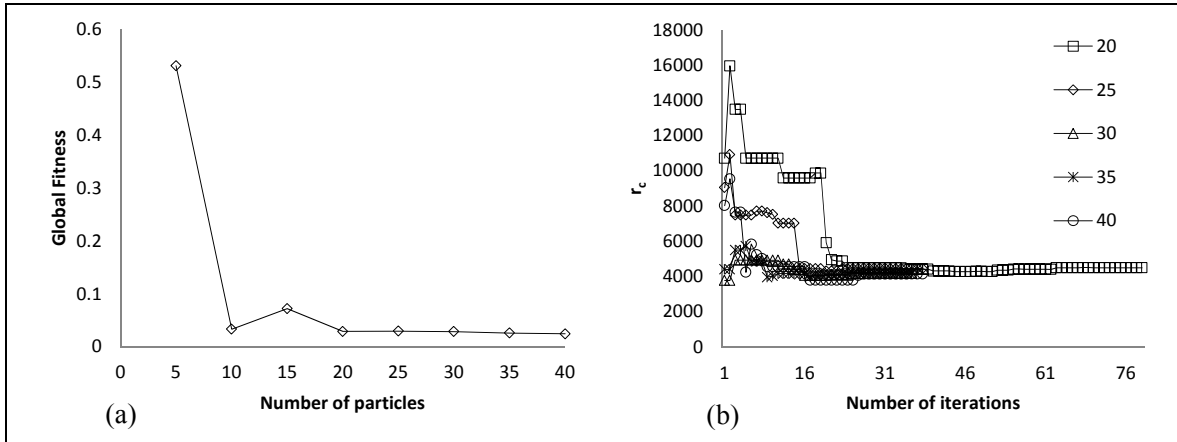 0.6
0.5
0.4
0.3
0.2
0.1
0
Global Fitness
0 5 10 15 20 25 30 35 40
Number of particles
(a)
18000
16000
14000
12000
10000
8000
6000
4000
2000
0
rc
1 16 31 46 61 76
Number of iterations
(b)
20
25
30
35
40